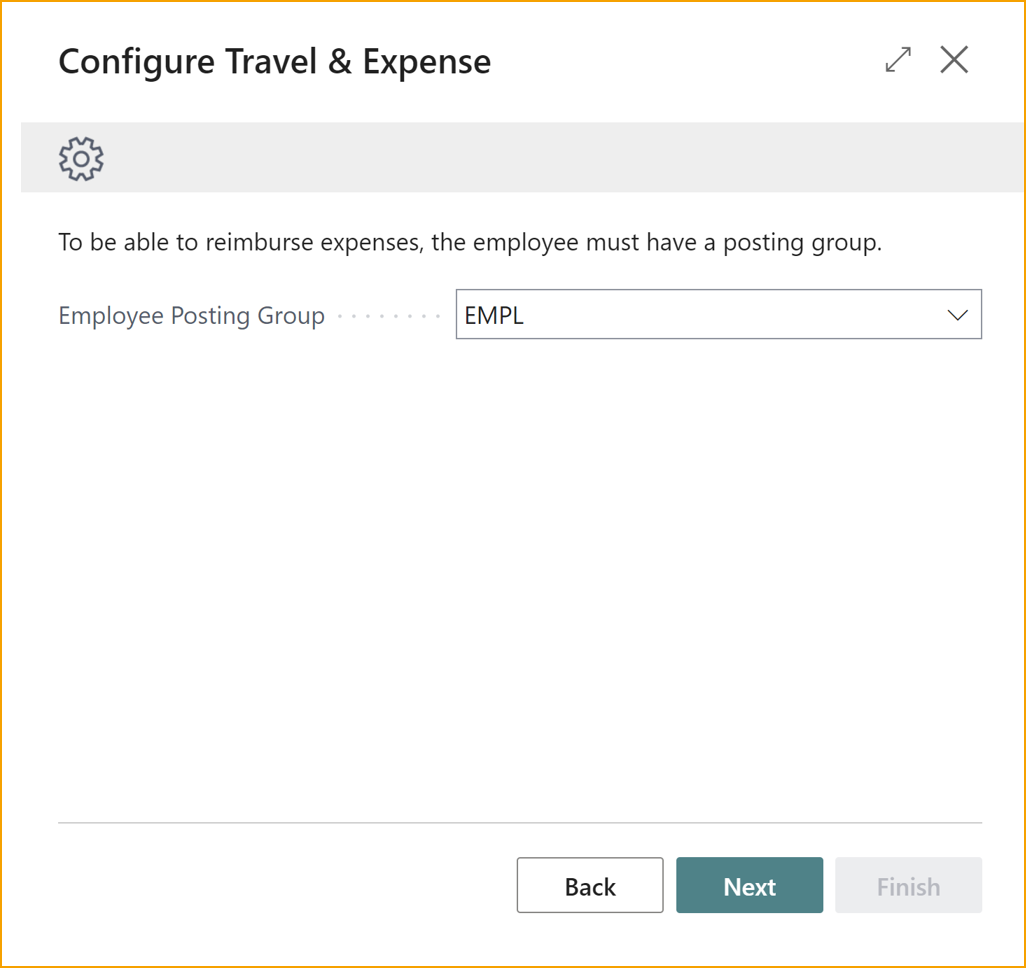 Configure Travel & Expense
To be able to reimburse expenses, the employee must have a posting group.
Employee Posting Group ········ EMPL
Back Next Finish